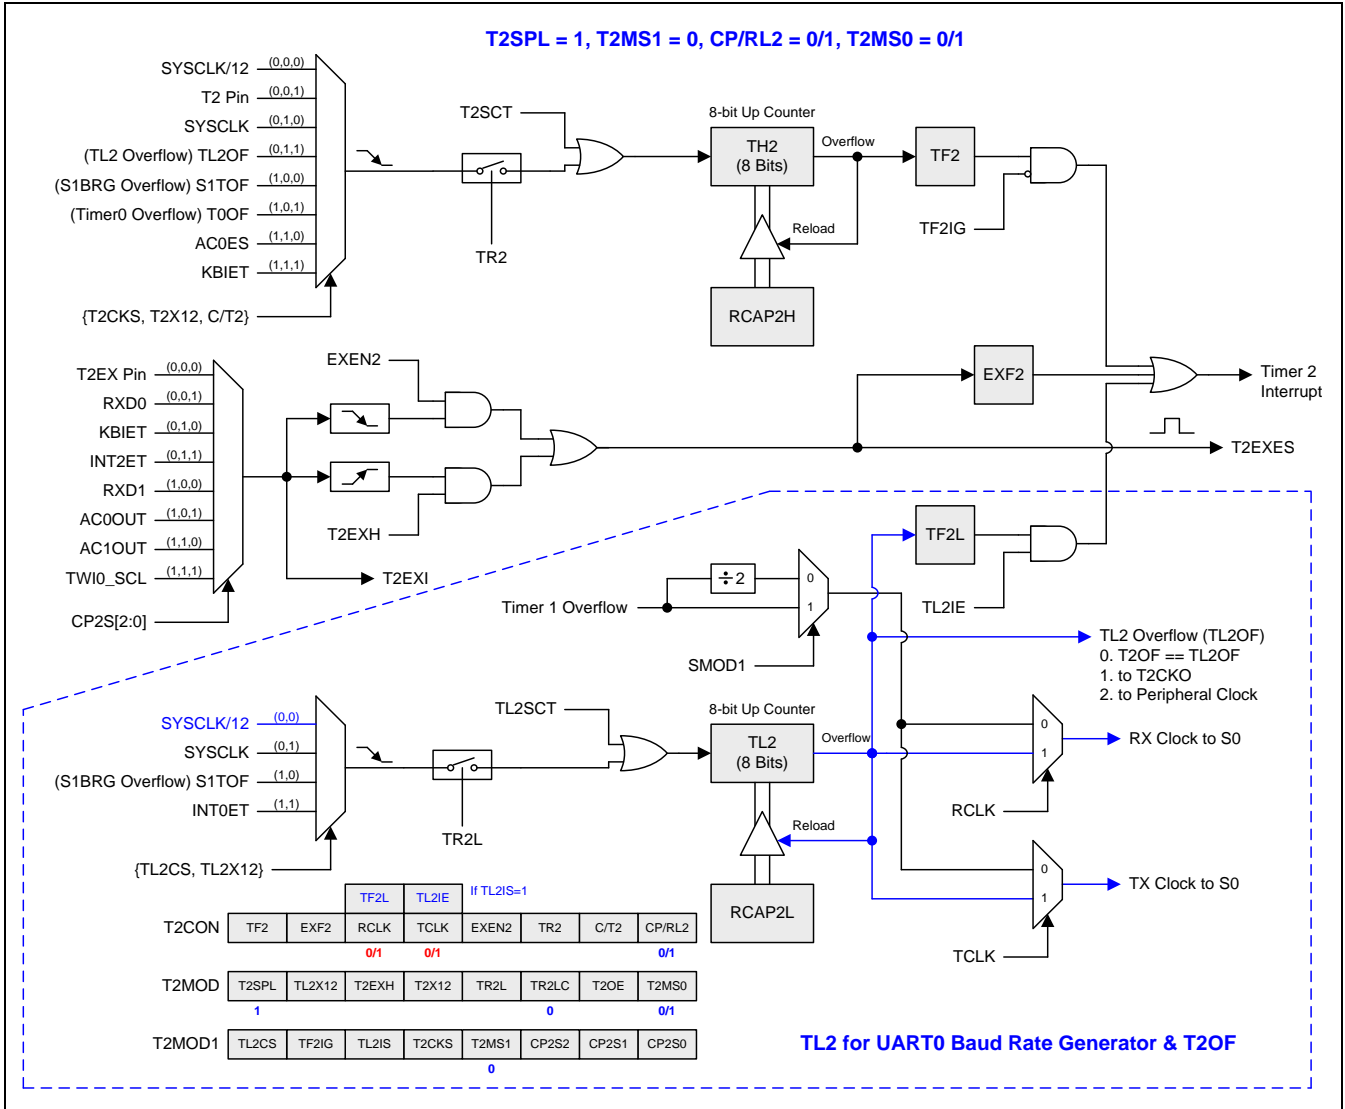 T2SPL = 1, T2MS1 = 0, CP/RL2 = 0/1, T2MS0 = 0/1
SYSCLK/12 (0,0,0)
T2 Pin (0,0,1)
SYSCLK (0,1,0)
(TL2 Overflow) TL2OF (0,1,1)
(S1BRG Overflow) S1TOF (1,0,0)
(Timer0 Overflow) T0OF (1,0,1)
AC0ES (1,1,0)
KBIET (1,1,1)
{T2CKS, T2X12, C/T2}
TR2
T2SCT
8-bit Up Counter
TH2
(8 Bits)
Overflow
Reload
RCAP2H
TF2
TF2IG
T2EX Pin (0,0,0)
RXD0 (0,0,1)
KBIET (0,1,0)
INT2ET (0,1,1)
RXD1 (1,0,0)
AC0OUT (1,0,1)
AC1OUT (1,1,0)
TWI0_SCL (1,1,1)
CP2S[2:0]
EXEN2
T2EXH
T2EXI
EXF2
Timer 2
Interrupt
T2EXES
TF2L
TL2IE
÷2
0
1
Timer 1 Overflow
SMOD1
TL2 Overflow (TL2OF)
0. T2OF == TL2OF
1. to T2CKO
2. to Peripheral Clock
SYSCLK/12 (0,0)
SYSCLK (0,1)
(S1BRG Overflow) S1TOF (1,0)
INT0ET (1,1)
{TL2CS, TL2X12}
TR2L
TL2SCT
8-bit Up Counter
TL2
(8 Bits)
Overflow
Reload
RCAP2L
0
1
RX Clock to S0
RCLK
0
1
TX Clock to S0
TCLK
TF2L TL2IE If TL2IS=1
T2CON TF2 EXF2 RCLK TCLK EXEN2 TR2 C/T2 CP/RL2
0/1 0/1 0/1
T2MOD T2SPL TL2X12 T2EXH T2X12 TR2L TR2LC T2OE T2MS0
1 0 0/1
T2MOD1 TL2CS TF2IG TL2IS T2CKS T2MS1 CP2S2 CP2S1 CP2S0
0
TL2 for UART0 Baud Rate Generator & T2OF